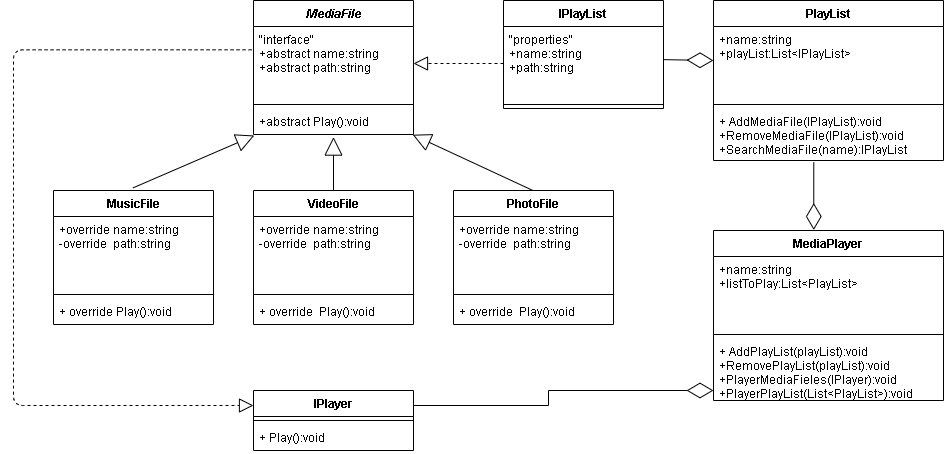 MediaFile
"interface"
+abstract name:string
+abstract path:string
+abstract Play():void
IPlayList
"properties"
+name:string
+path:string
PlayList
+name:string
+playList:List<IPlayList>
+ AddMediaFile(IPlayList):void
+RemoveMediaFile(IPlayList):void
+SearchMediaFile(name):IPlayList
MusicFile
+override name:string
-override path:string
+ override Play():void
VideoFile
+override name:string
-override  path:string
+ override  Play():void
PhotoFile
+override name:string
-override  path:string
+ override  Play():void
MediaPlayer
+name:string
+listToPlay:List<PlayList>
+ AddPlayList(playList):void
+RemovePlayList(playList):void
+PlayerMediaFieles(IPlayer):void
+PlayerPlayList(List<PlayList>):void
IPlayer
+ Play():void